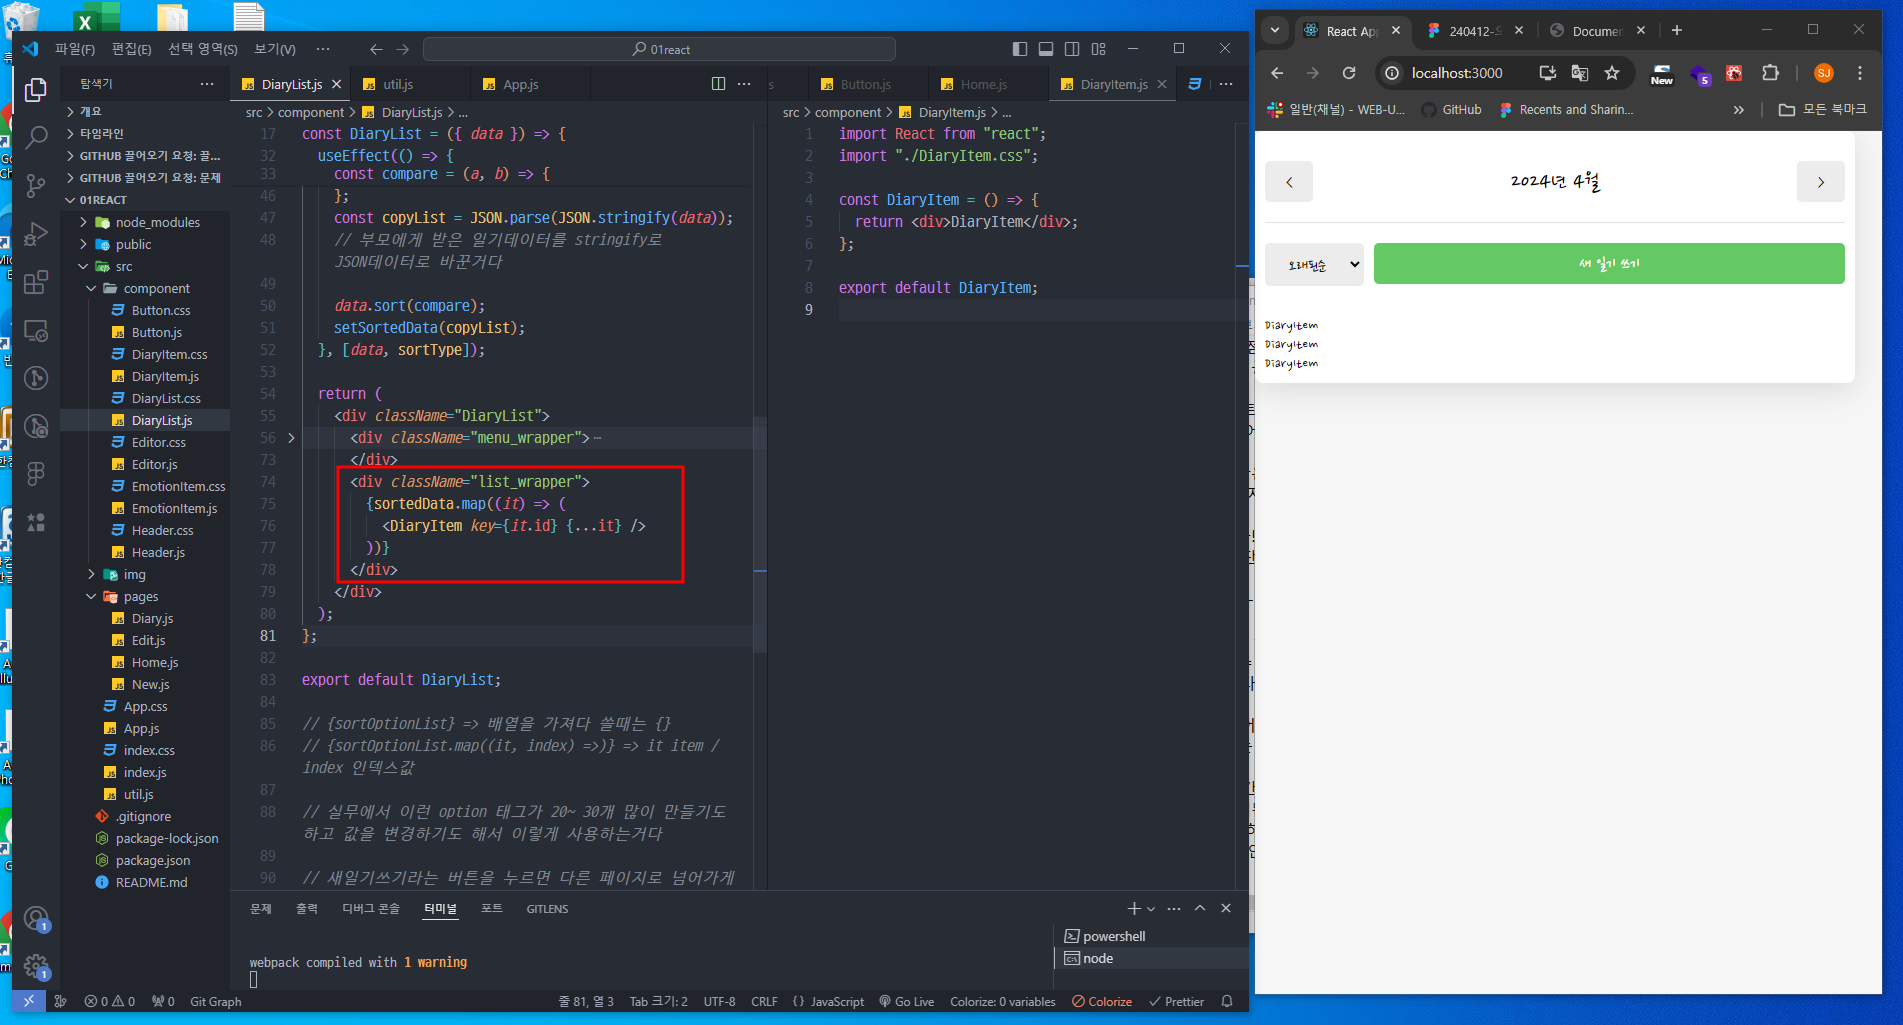 파일(F) 편집(E) 선택 영역(S) 보기(V) ··· 01react
탐색기
개요
타임라인
GITHUB 끌어오기 요청: 끌...
GITHUB 끌어오기 요청: 문제
01REACT
node_modules
public
src
component
Button.css
Button.js
DiaryItem.css
DiaryItem.js
DiaryList.css
DiaryList.js
Editor.css
Editor.js
EmotionItem.css
EmotionItem.js
Header.css
Header.js
img
pages
Diary.js
Edit.js
Home.js
New.js
App.css
App.js
index.css
index.js
util.js
.gitignore
package-lock.json
package.json
README.md
DiaryList.js util.js App.js
src > component > DiaryList.js > ...
17 const DiaryList = ({ data }) => {
32 useEffect(() => {
33 const compare = (a, b) => {
46 };
47 const copyList = JSON.parse(JSON.stringify(data));
48 // 부모에게 받은 일기데이터를 stringify로
JSON데이터로 바꾼거다
49
50 data.sort(compare);
51 setSortedData(copyList);
52 }, [data, sortType]);
53
54 return (
55 <div className="DiaryList">
56 <div className="menu_wrapper">···
73 </div>
74 <div className="list_wrapper">
75 {sortedData.map((it) => (
76 <DiaryItem key={it.id} {...it} />
77 ))}
78 </div>
79 </div>
80 );
81 };
82
83 export default DiaryList;
84
85 // {sortOptionList} => 배열을 가져다 쓸때는 {}
86 // {sortOptionList.map((it, index) =>)} => it item /
index 인덱스값
87
88 // 실무에서 이런 option 태그가 20~ 30개 많이 만들기도
하고 값을 변경하기도 해서 이렇게 사용하는거다
89
90 // 새일기쓰기라는 버튼을 누르면 다른 페이지로 넘어가게
s Button.js Home.js DiaryItem.js
src > component > DiaryItem.js > ...
1 import React from "react";
2 import "./DiaryItem.css";
3
4 const DiaryItem = () => {
5 return <div>DiaryItem</div>;
6 };
7
8 export default DiaryItem;
9
문제 출력 디버그 콘솔 터미널 포트 GITLENS
webpack compiled with 1 warning
powershell
node
0 0 0 Git Graph 줄 81, 열 3 Tab 크기: 2 UTF-8 CRLF {} JavaScript Go Live Colorize: 0 variables Colorize Prettier
1
1
React Ap 240412-S Documen
localhost:3000 New 5 SJ
일반(채널) - WEB-U... GitHub Recents and Sharin... » 모든 북마크
2024년 4월
오래된순 새 일기 쓰기
DiaryItem
DiaryItem
DiaryItem